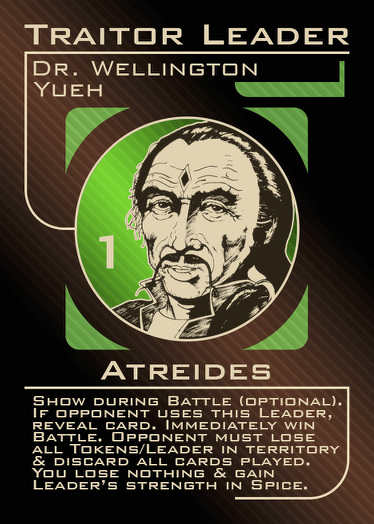 Traitor Leader
Dr. Wellington
Yueh
1
Atreides
Show during Battle (optional).
If opponent uses this Leader,
reveal card. Immediately win
Battle. Opponent must lose
all Tokens/Leader in territory
& discard all cards played.
You lose nothing & gain
Leader's strength in Spice.